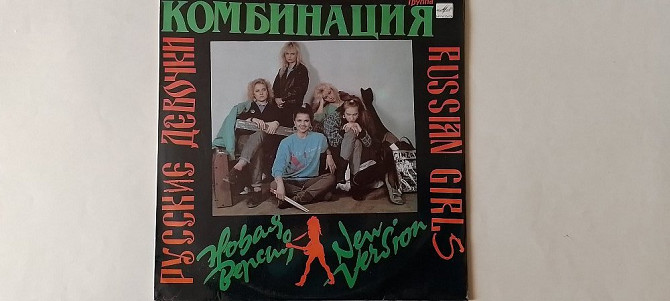 группа
КОМБИНАЦИЯ
РУССКИЕ ДЕВОЧКИ
RUSSIAN GIRLS
Новая
версия
New
Version